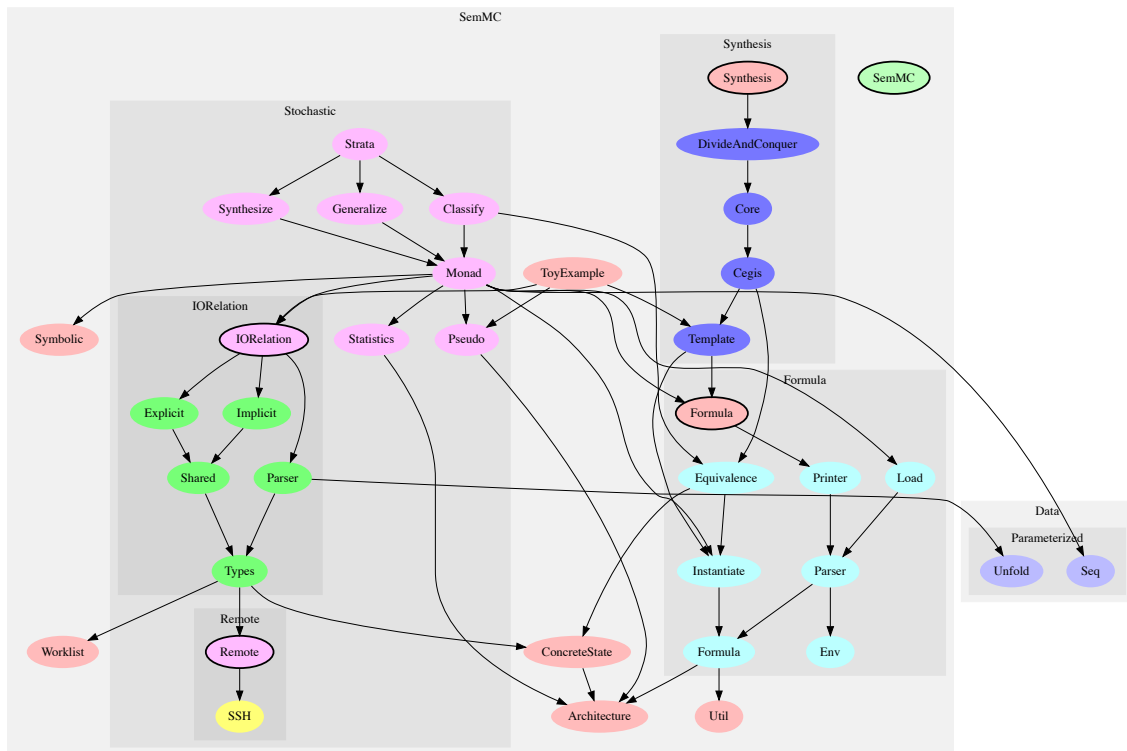 SemMC
Synthesis
Synthesis
SemMC
Stochastic
Strata
DivideAndConquer
Synthesize
Generalize
Classify
Core
Monad
ToyExample
Cegis
IORelation
Symbolic
IORelation
Statistics
Pseudo
Template
Formula
Explicit
Implicit
Formula
Shared
Parser
Equivalence
Printer
Load
Data
Parameterized
Types
Instantiate
Parser
Unfold
Seq
Remote
Worklist
Remote
ConcreteState
Formula
Env
SSH
Architecture
Util